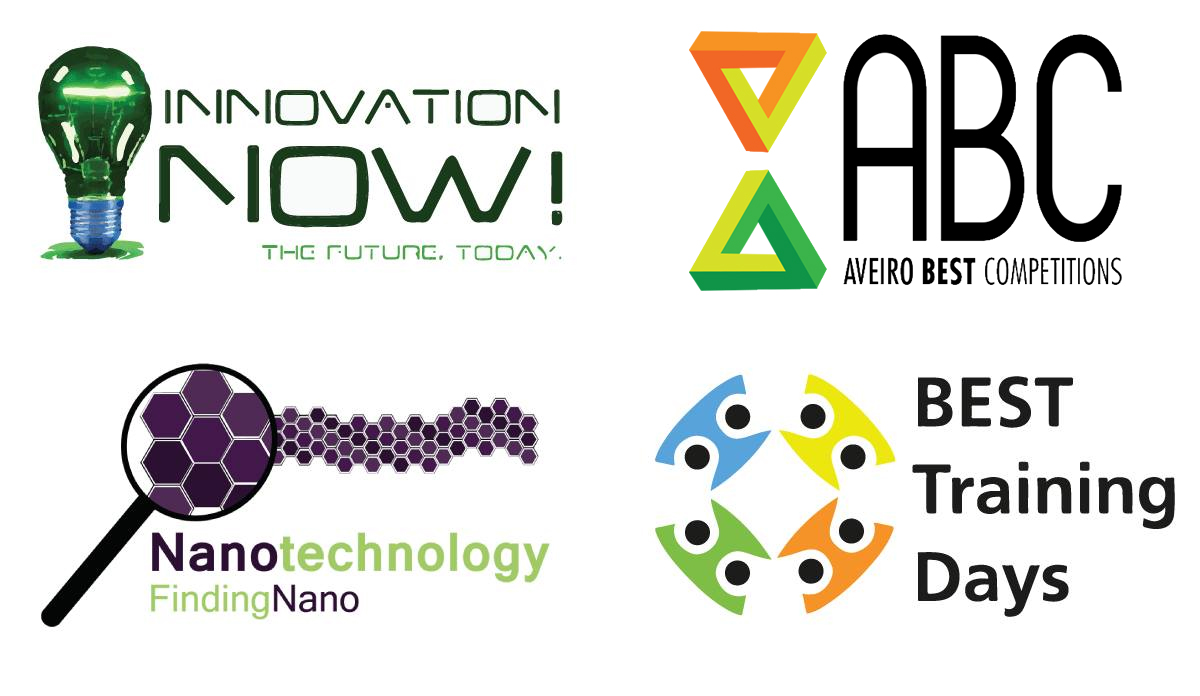 INNOVATION
NOW!
THE FUTURE, TODAY.
ABC
AVEIRO BEST COMPETITIONS
Nanotechnology
FindingNano
BEST
Training
Days